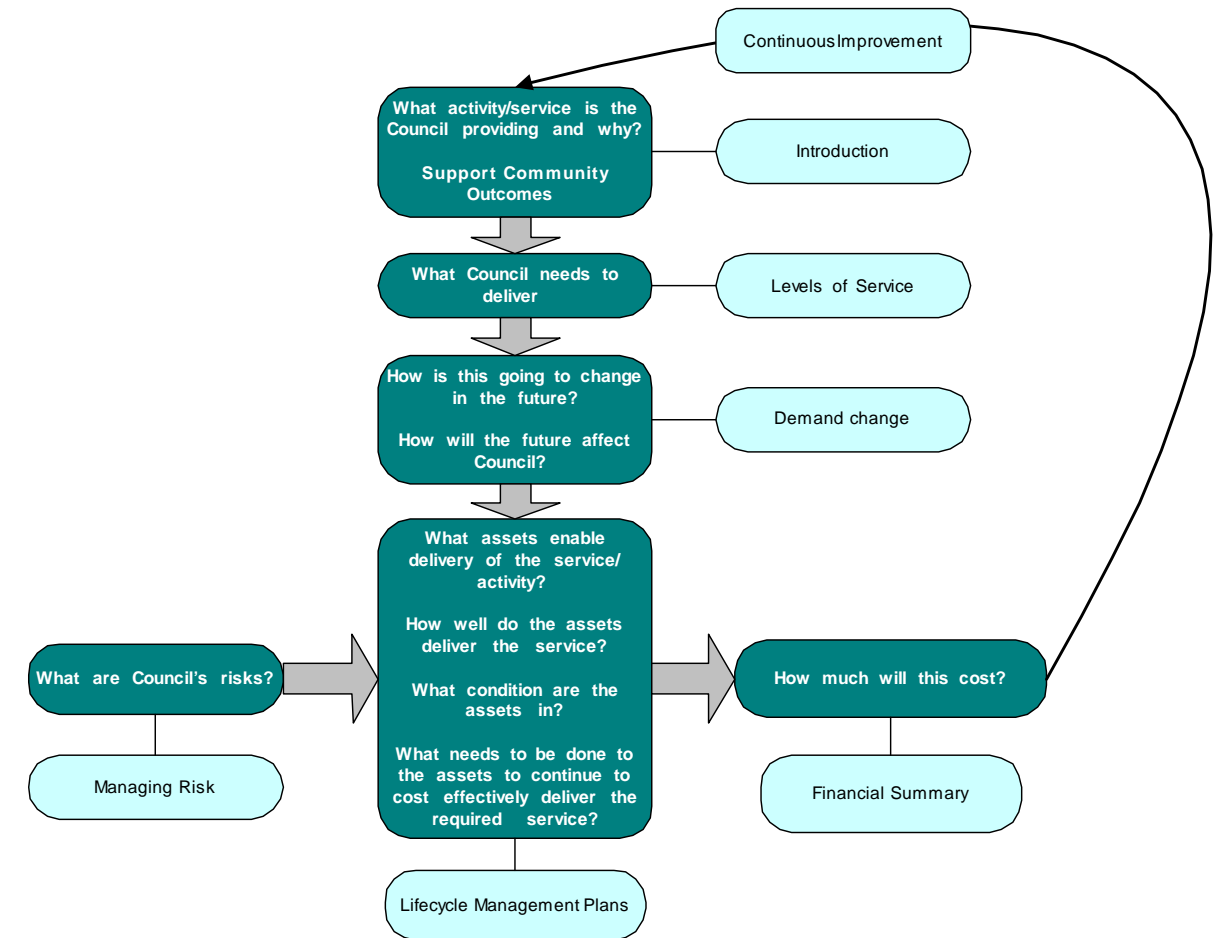 ContinuousImprovement
What activity/service is the
Council providing and why?
Support Community
Outcomes
Introduction
What Council needs to
deliver
Levels of Service
How is this going to change
in the future?
How will the future affect
Council?
Demand change
What assets enable
delivery of the service/
activity?
How well do the assets
deliver the service?
What condition are the
assets in?
What needs to be done to
the assets to continue to
cost effectively deliver the
required service?
What are Council's risks?
How much will this cost?
Managing Risk
Financial Summary
Lifecycle Management Plans